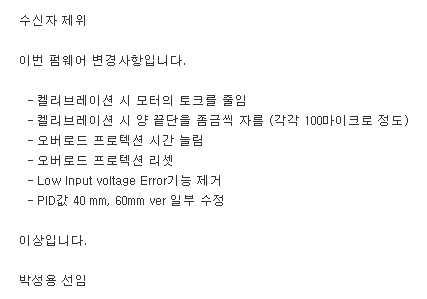 수신자 제위
이번 펌웨어 변경사항입니다.
- 켈리브레이션 시 모터의 토크를 줄임
- 켈리브레이션 시 양 끝단을 좀금씩 자름 (각각 100마이크로 정도)
- 오버로드 프로텍션 시간 늘림
- 오버로드 프로텍션 리셋
- Low Input voltage Error기능 제거
- PID값 40 mm, 60mm ver 일부 수정
이상입니다.
박성용 선임